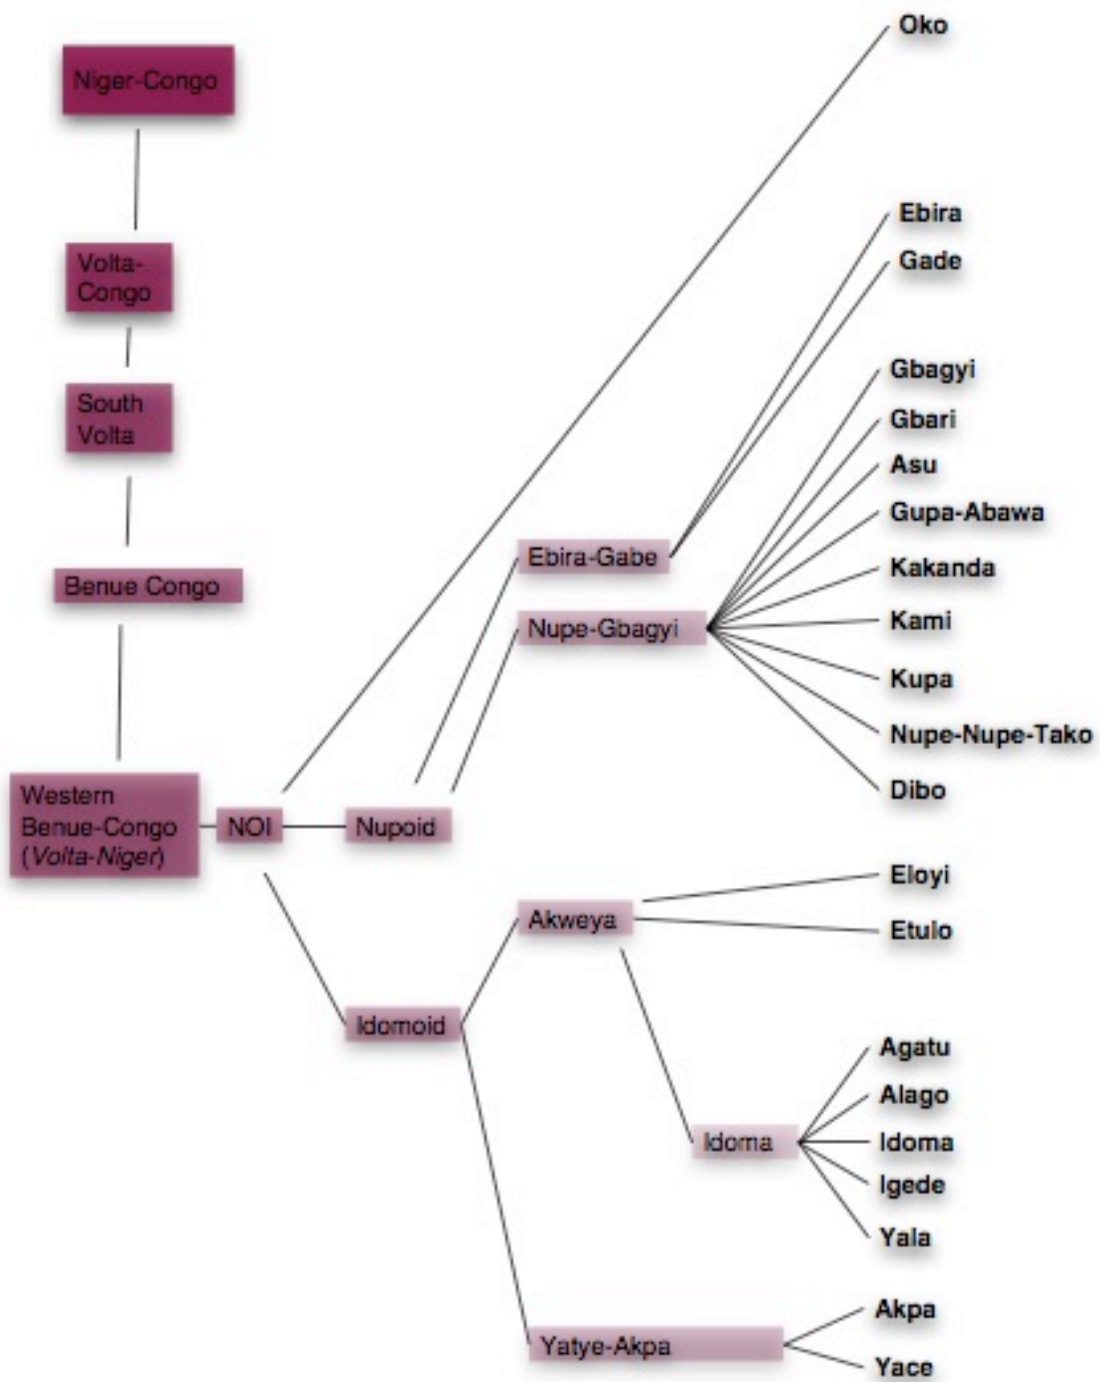 Oko
Niger-Congo
Ebira
Volta-
Congo
Gade
Gbagyi
South
Volta
Gbari
Asu
Gupa-Abawa
Ebira-Gabe
Kakanda
Benue Congo
Nupe-Gbagyi
Kami
Kupa
Nupe-Nupe-Tako
Dibo
Western
Benue-Congo
(Volta-Niger)
NOI
Nupoid
Eloyi
Akweya
Etulo
Idomoid
Agatu
Alago
Idoma
Idoma
Igede
Yala
Akpa
Yatye-Akpa
Yace